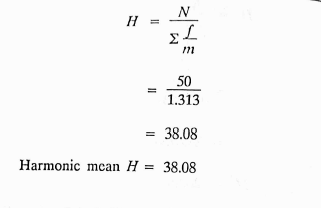 H = N / Σ f/m
= 50 / 1.313
= 38.08
Harmonic mean H = 38.08